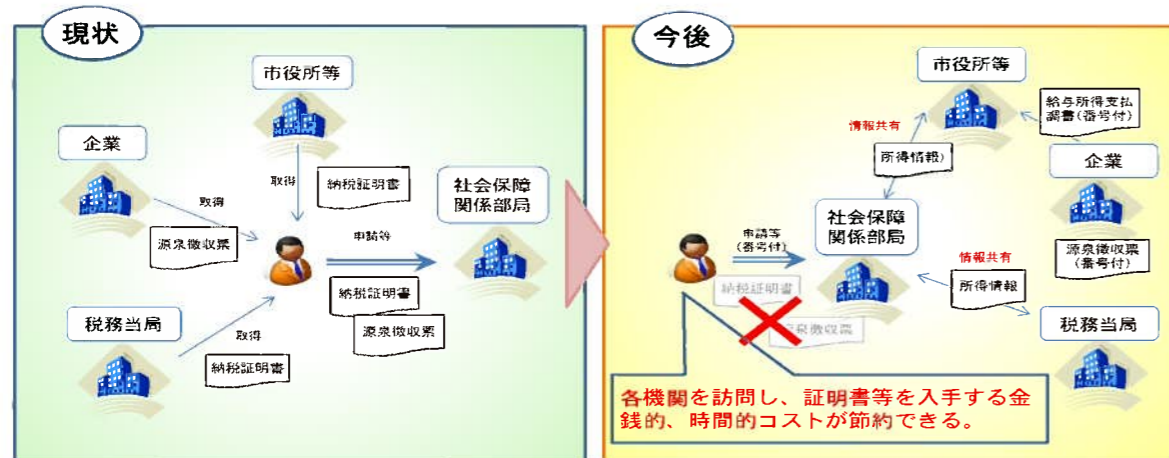 現状
市役所等
企業
取得
納税証明書
取得
源泉徴収票
社会保障
関係部局
申請等
納税証明書
源泉徴収票
税務当局
取得
納税証明書
今後
市役所等
給与所得支払
調書(番号付)
情報共有
所得情報)
企業
社会保障
関係部局
申請等
(番号付)
源泉徴収票
(番号付)
情報共有
所得情報
納税証明書
源泉徴収票
税務当局
各機関を訪問し、証明書等を入手する金
銭的、時間的コストが節約できる。